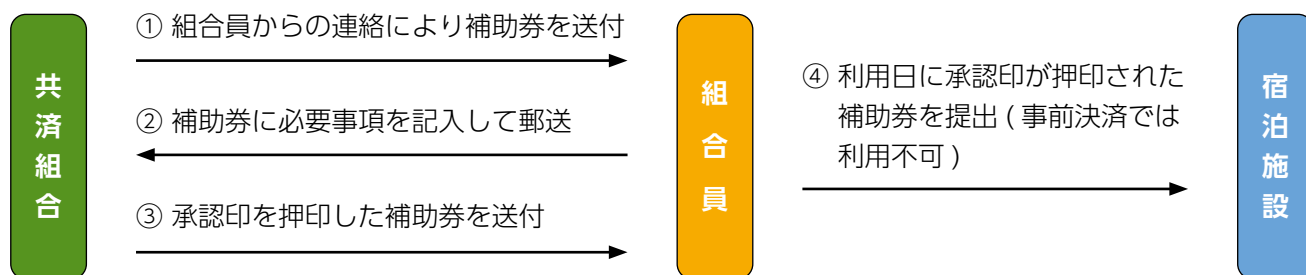 共済組合
① 組合員からの連絡により補助券を送付
② 補助券に必要事項を記入して郵送
③ 承認印を押印した補助券を送付
組合員
④ 利用日に承認印が押印された
補助券を提出 ( 事前決済では
利用不可 )
宿泊施設